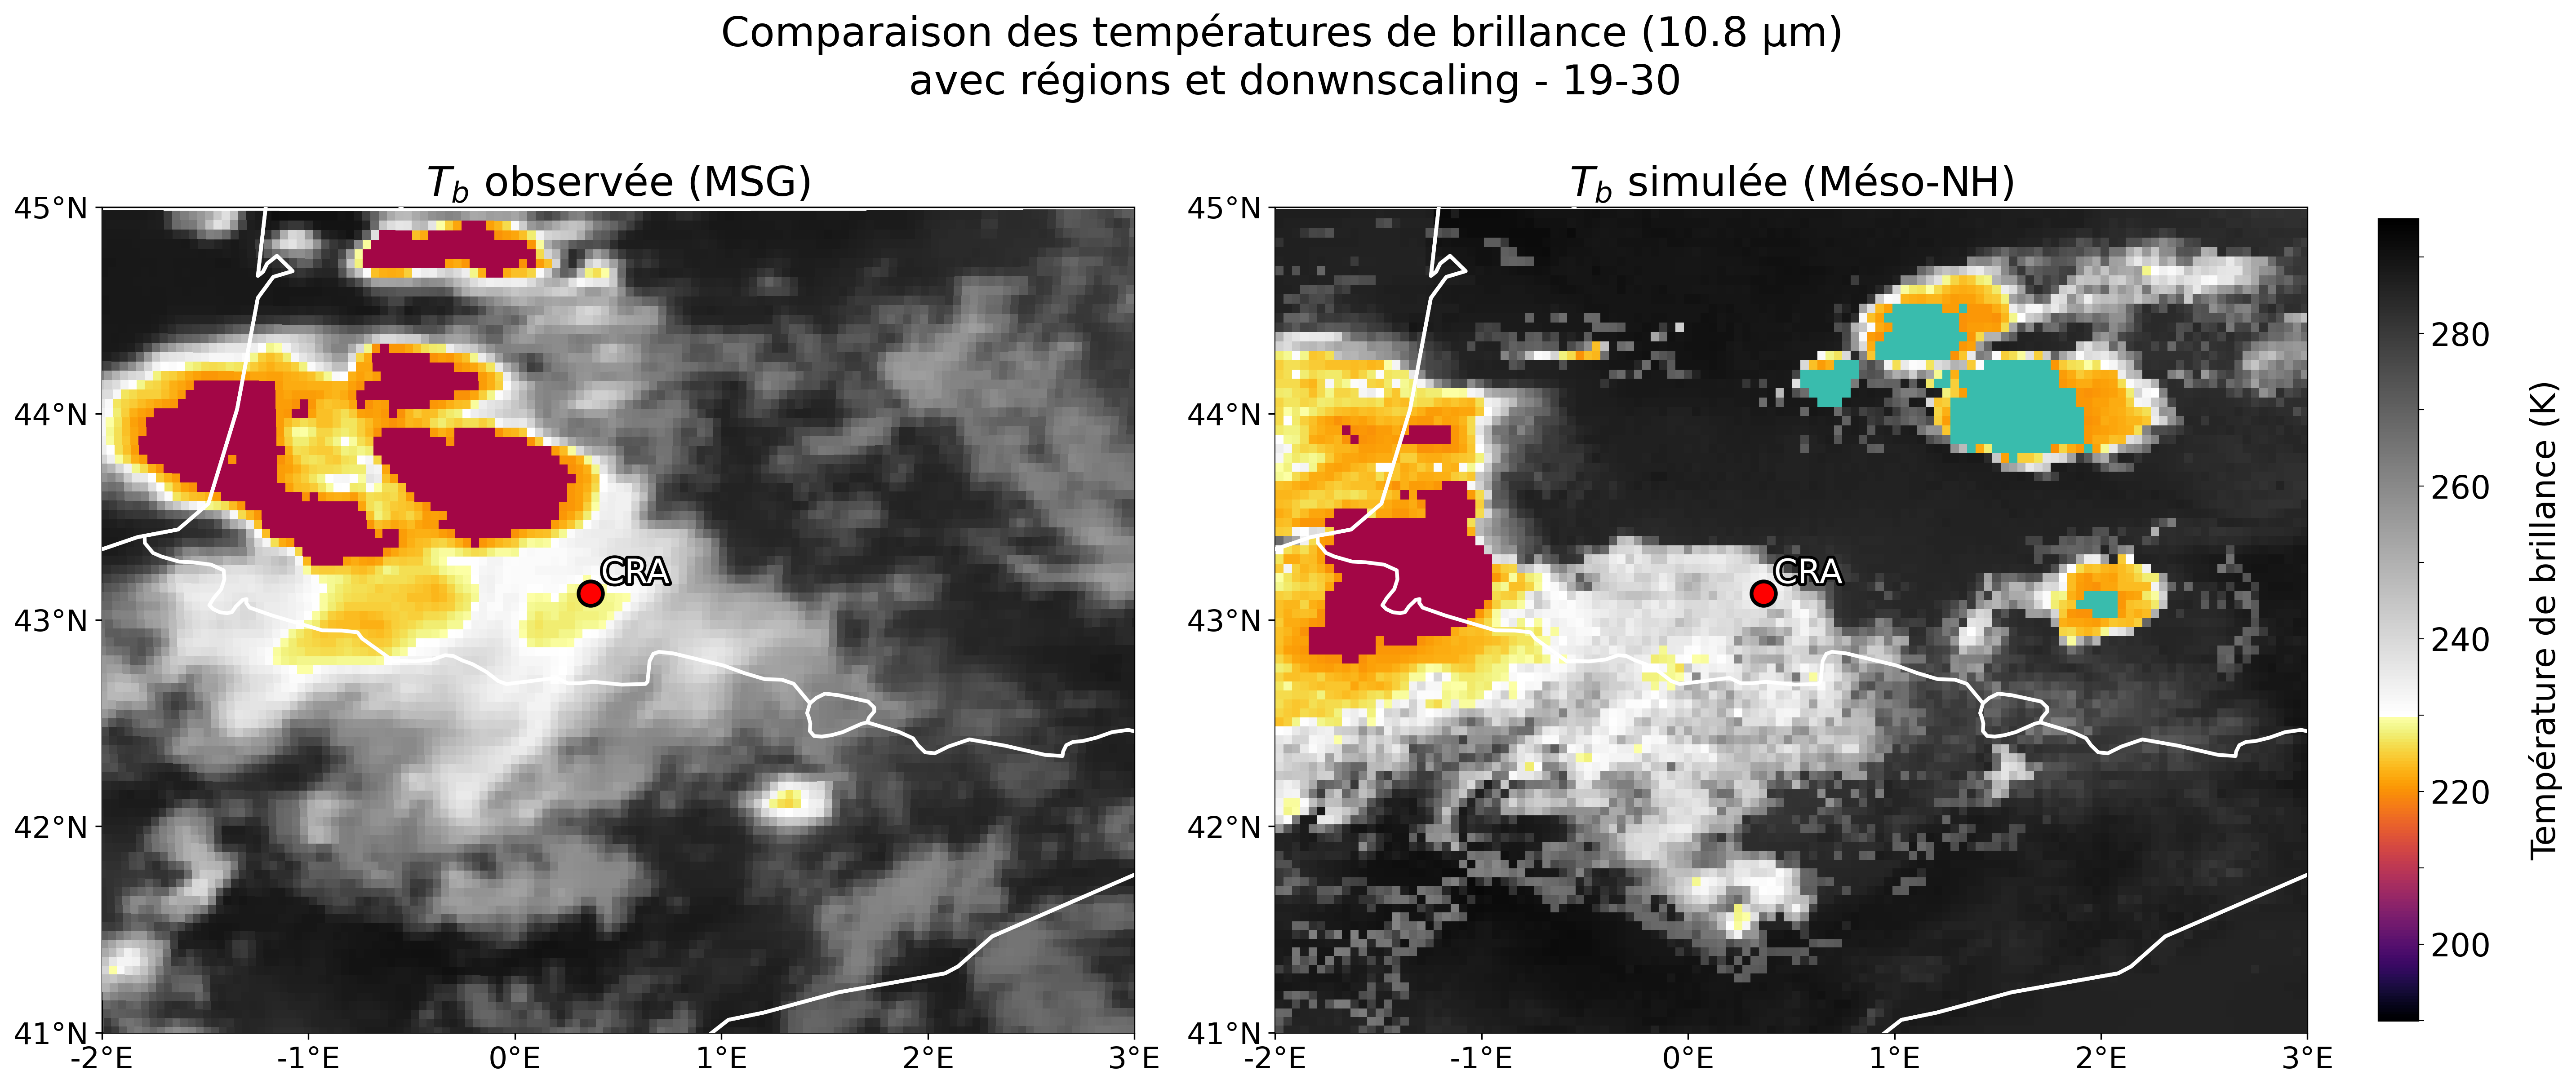 Comparaison des températures de brillance (10.8 µm)
avec régions et donwnscaling - 19-30
T_b observée (MSG)
T_b simulée (Méso-NH)
45°N
44°N
43°N
42°N
41°N
-2°E
-1°E
0°E
1°E
2°E
3°E
CRA
45°N
44°N
43°N
42°N
41°N
-2°E
-1°E
0°E
1°E
2°E
3°E
CRA
280
260
240
220
200
Température de brillance (K)